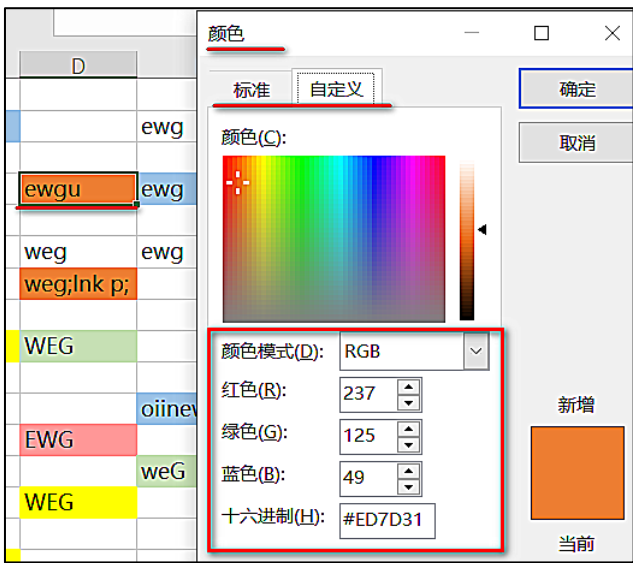 颜色
D
标准 自定义 确定
ewg 颜色(C): 取消
ewgu ewg
weg ewg
weg;lnk p;
WEG 颜色模式(D): RGB
红色(R): 237
oiinew 新增
EWG 绿色(G): 125
weG 蓝色(B): 49
WEG 十六进制(H): #ED7D31
当前